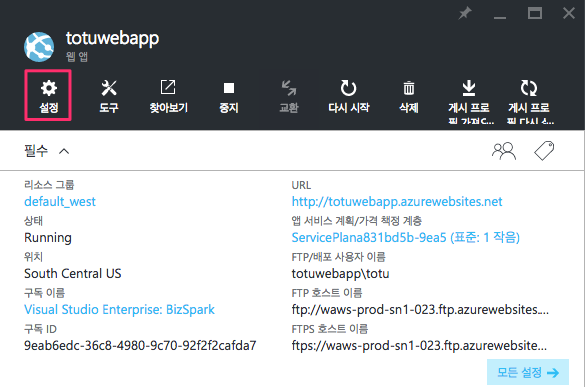 totuwebapp
웹 앱
설정
도구
찾아보기
중지
교환
다시 시작
삭제
게시 프로
필 가져오...
게시 프로
필 다시 ...
필수
리소스 그룹
default_west
상태
Running
위치
South Central US
구독 이름
Visual Studio Enterprise: BizSpark
구독 ID
9eab6edc-36c8-4980-9c70-92f2f2cafda7
URL
http://totuwebapp.azurewebsites.net
앱 서비스 계획/가격 책정 계층
ServicePlana831bd5b-9ea5 (표준: 1 작음)
FTP/배포 사용자 이름
totuwebapp\totu
FTP 호스트 이름
ftp://waws-prod-sn1-023.ftp.azurewebsites....
FTPS 호스트 이름
ftps://waws-prod-sn1-023.ftp.azurewebsites...
모든 설정